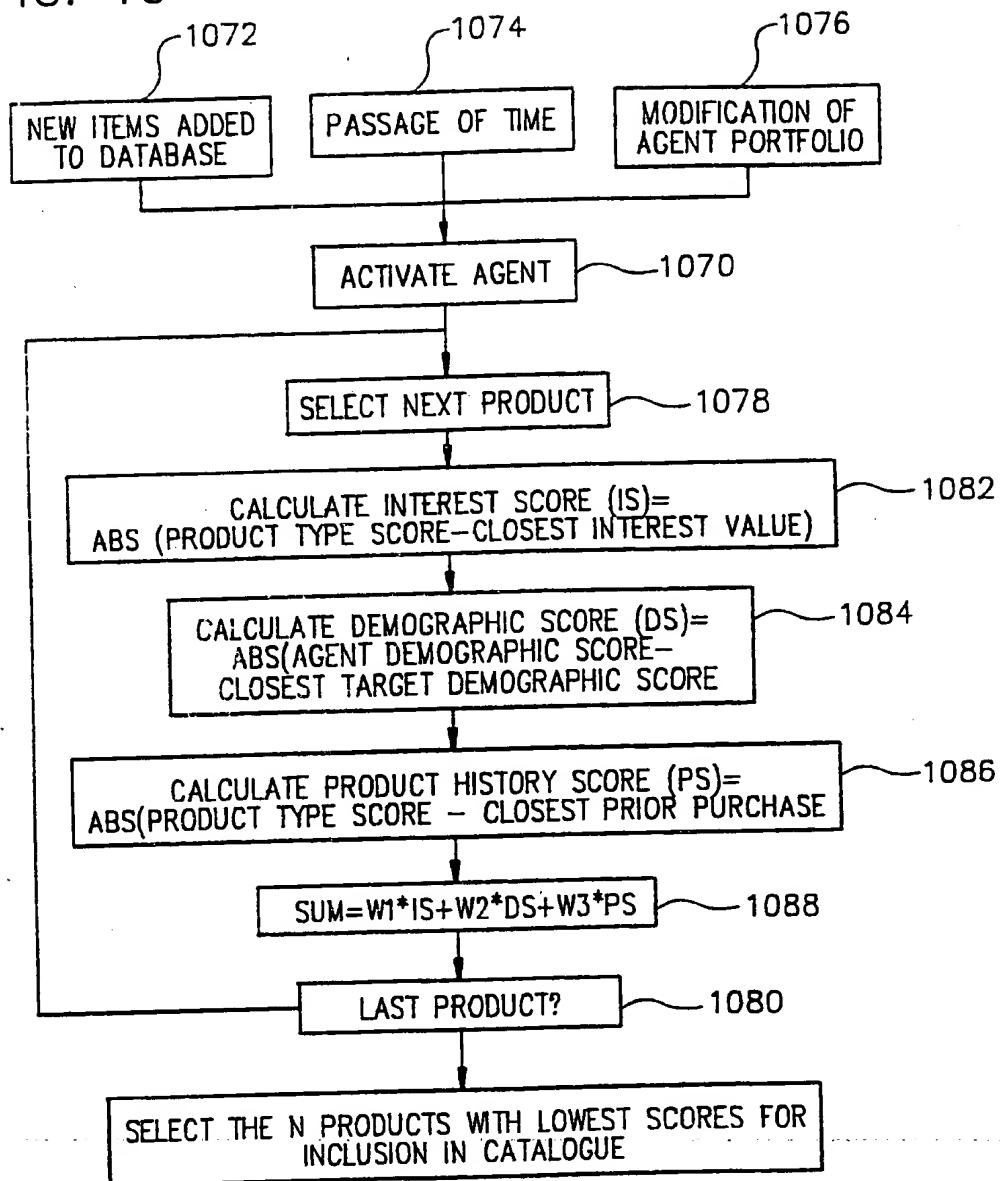 1072
1074
1076
NEW ITEMS ADDED
TO DATABASE
PASSAGE OF TIME
MODIFICATION OF
AGENT PORTFOLIO
ACTIVATE AGENT
1070
SELECT NEXT PRODUCT
1078
CALCULATE INTEREST SCORE (IS)=
ABS (PRODUCT TYPE SCORE-CLOSEST INTEREST VALUE)
1082
CALCULATE DEMOGRAPHIC SCORE (DS)=
ABS(AGENT DEMOGRAPHIC SCORE-
CLOSEST TARGET DEMOGRAPHIC SCORE
1084
CALCULATE PRODUCT HISTORY SCORE (PS)=
ABS(PRODUCT TYPE SCORE - CLOSEST PRIOR PURCHASE
1086
SUM=W1*IS+W2*DS+W3*PS
1088
LAST PRODUCT?
1080
SELECT THE N PRODUCTS WITH LOWEST SCORES FOR
INCLUSION IN CATALOGUE